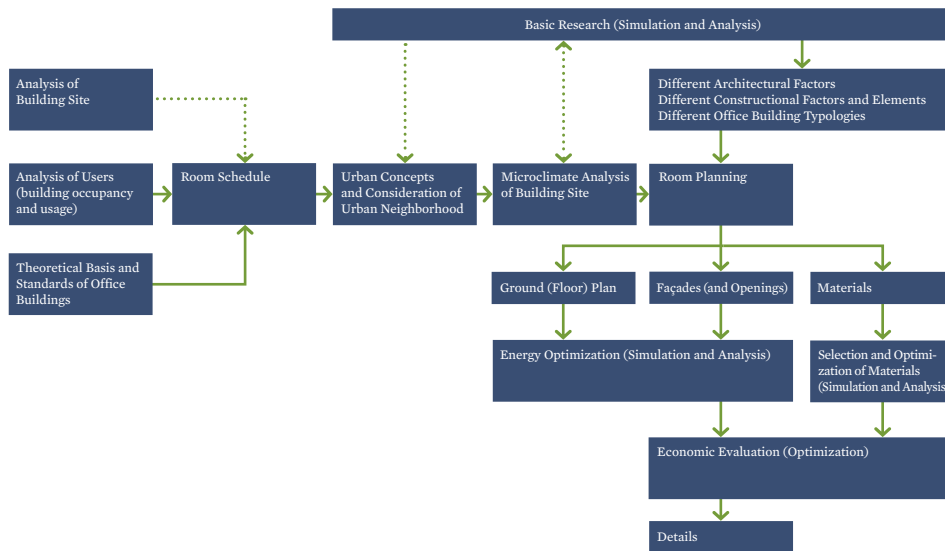 Basic Research (Simulation and Analysis)
Analysis of
Building Site
Different Architectural Factors
Different Constructional Factors and Elements
Different Office Building Typologies
Analysis of Users
(building occupancy
and usage)
Room Schedule
Urban Concepts
and Consideration of
Urban Neighborhood
Microclimate Analysis
of Building Site
Room Planning
Theoretical Basis and
Standards of Office
Buildings
Ground (Floor) Plan
Façades (and Openings)
Materials
Energy Optimization (Simulation and Analysis)
Selection and Optimi-
zation of Materials
(Simulation and Analysis
Economic Evaluation (Optimization)
Details